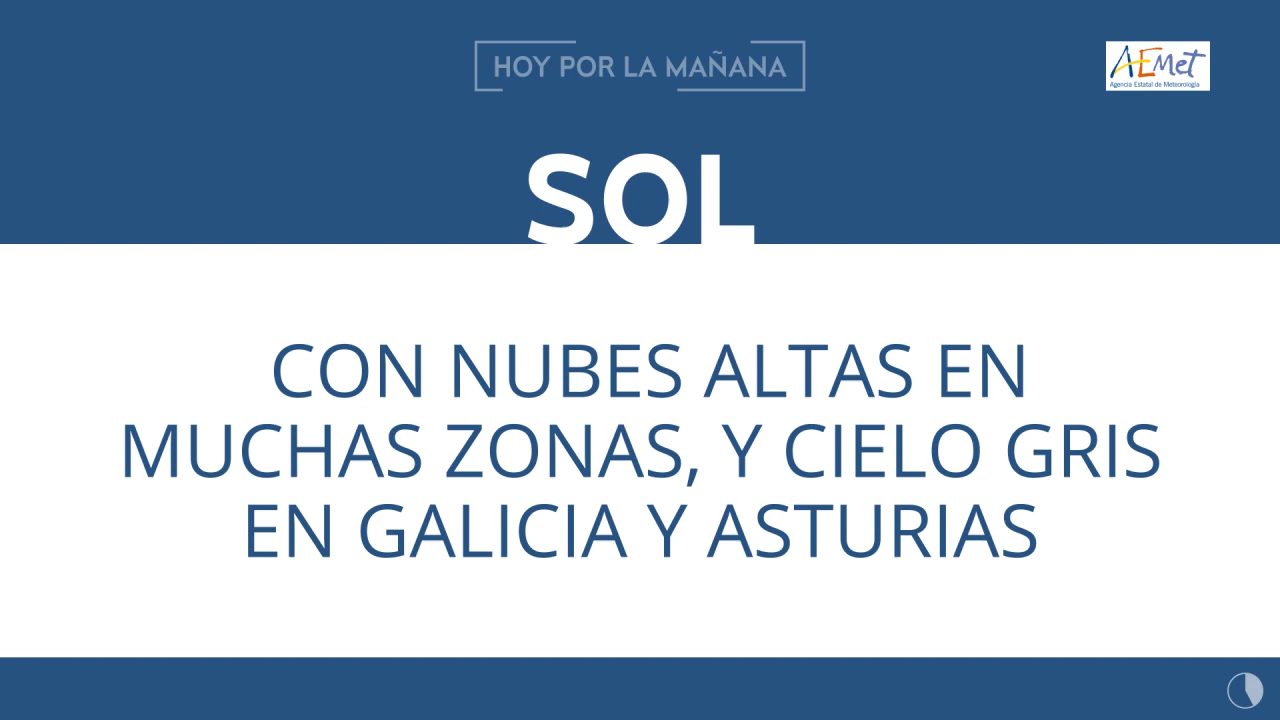 HOY POR LA MAÑANA
AEMet
Agencia Estatal de Meteorología
SOL
CON NUBES ALTAS EN
MUCHAS ZONAS, Y CIELO GRIS
EN GALICIA Y ASTURIAS